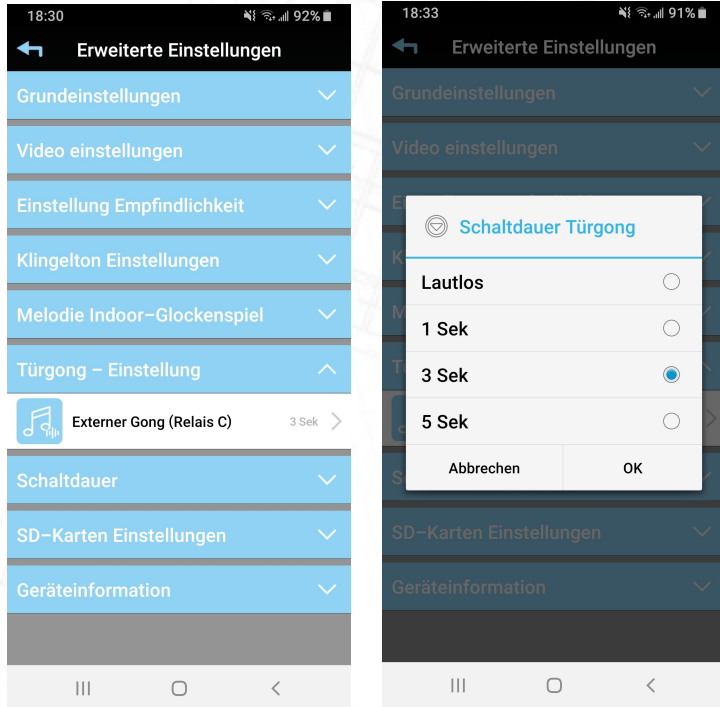 18:30
92%
Erweiterte Einstellungen
Grundeinstellungen
Video einstellungen
Einstellung Empfindlichkeit
Klingelton Einstellungen
Melodie Indoor-Glockenspiel
Türgong - Einstellung
Externer Gong (Relais C)
3 Sek
Schaltdauer
SD-Karten Einstellungen
Geräteinformation
18:33
91%
Erweiterte Einstellungen
Grundeinstellungen
Video einstellungen
Schaltdauer Türgong
Lautlos
1 Sek
3 Sek
5 Sek
Abbrechen
OK
SD-Karten Einstellungen
Geräteinformation